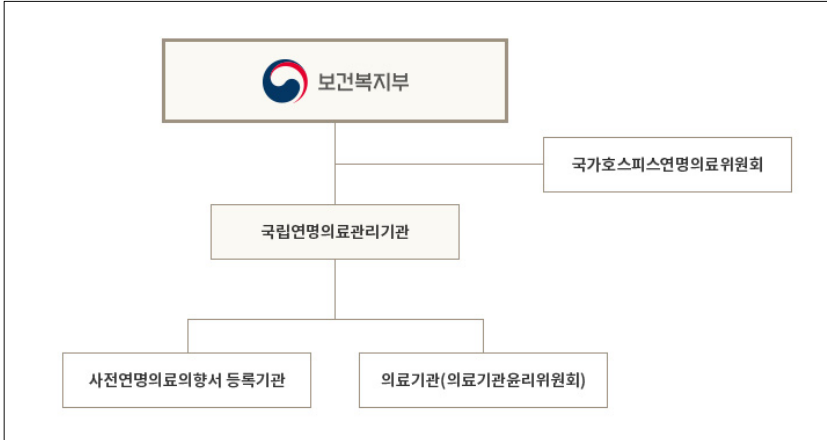 보건복지부
국가호스피스연명의료위원회
국립연명의료관리기관
사전연명의료의향서 등록기관
의료기관(의료기관윤리위원회)